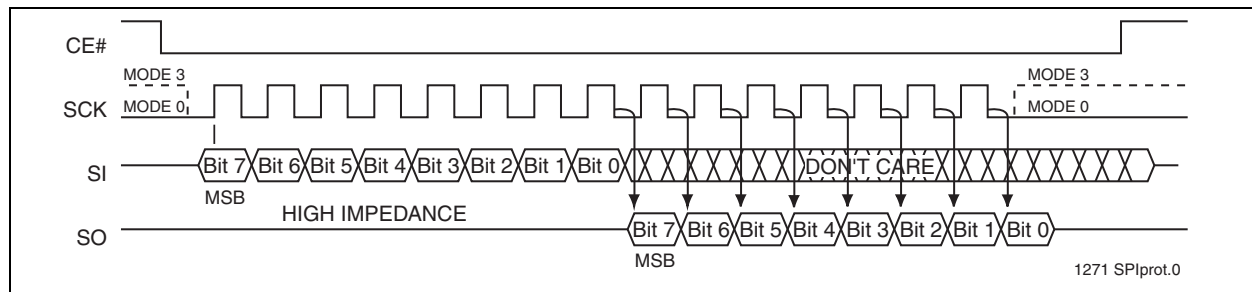 CE#
MODE 3 MODE 3
SCK MODE 0 MODE 0
SI Bit 7 Bit 6 Bit 5 Bit 4 Bit 3 Bit 2 Bit 1 Bit 0 DON'T CARE
MSB
HIGH IMPEDANCE
SO Bit 7 Bit 6 Bit 5 Bit 4 Bit 3 Bit 2 Bit 1 Bit 0
MSB
1271 SPIprot.0